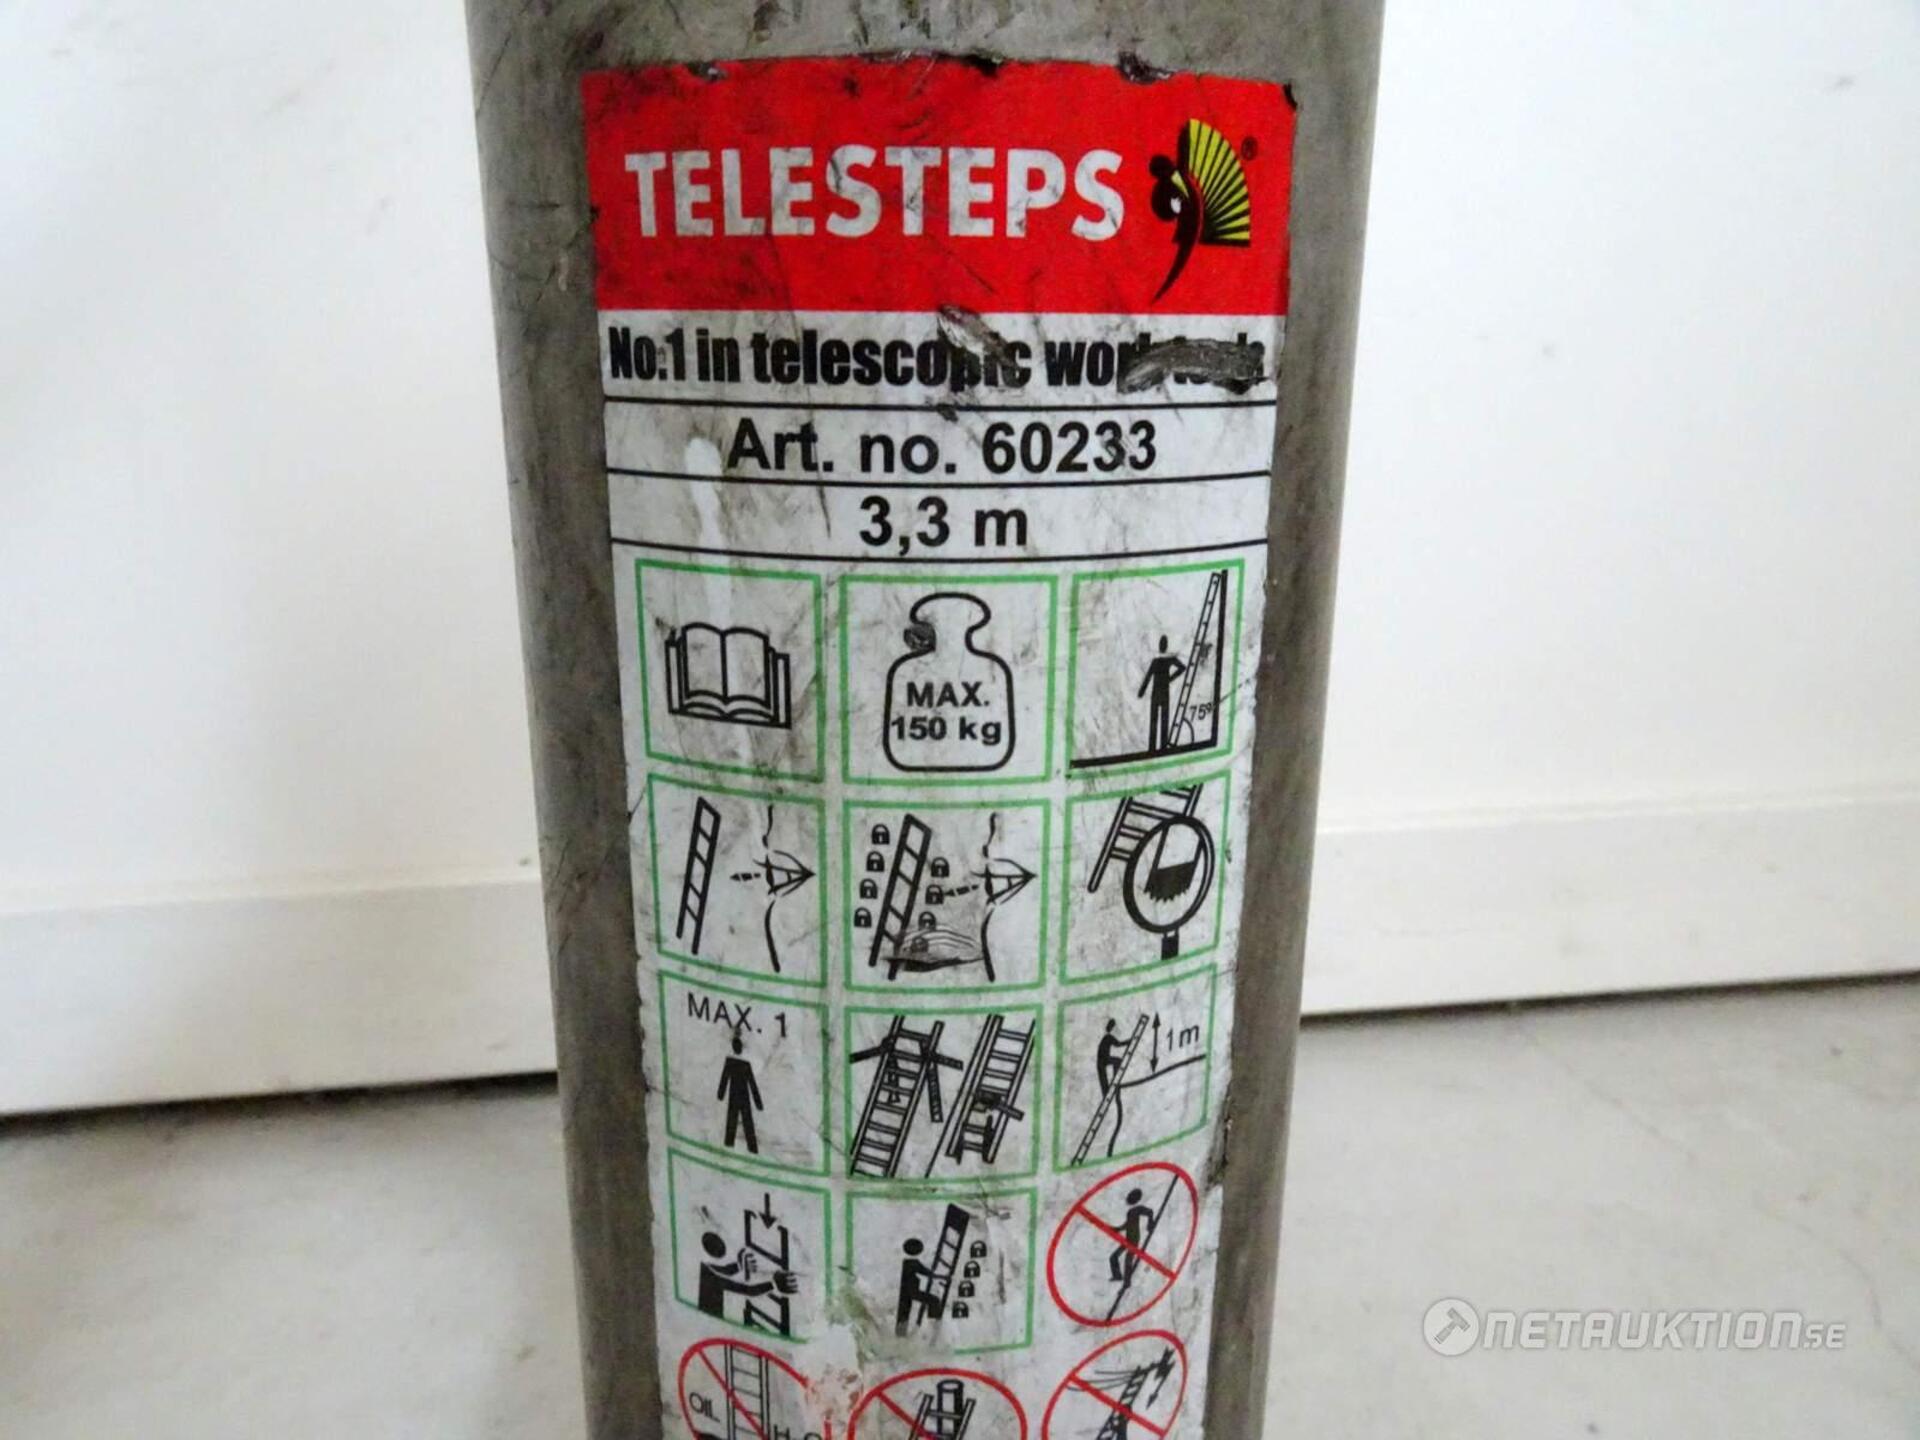 TELESTEPS ®
No.1 in telescopic
Art. no. 60233
3,3 m
MAX.
150 kg
75°
MAX. 1
1m
OIL
NETAUKTION.SE